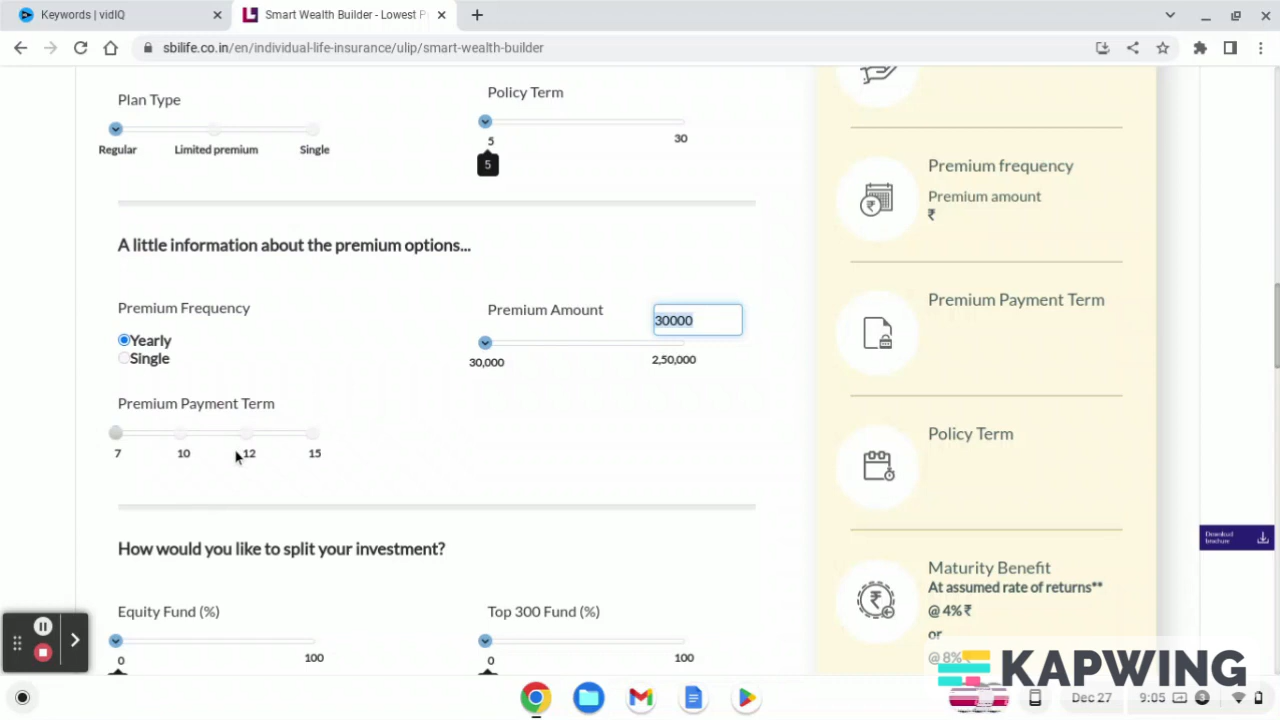 Keywords | vidIQ
Smart Wealth Builder - Lowest P
sbilife.co.in/en/individual-life-insurance/ulip/smart-wealth-builder
Plan Type
Regular
Limited premium
Single
Policy Term
5
30
5
A little information about the premium options...
Premium Frequency
Yearly
Single
Premium Amount
30000
30,000
2,50,000
Premium Payment Term
7
10
12
15
How would you like to split your investment?
Equity Fund (%)
0
100
Top 300 Fund (%)
0
100
Premium frequency
Premium amount
₹
Premium Payment Term
Policy Term
Maturity Benefit
At assumed rate of returns**
@ 4% ₹
or
@ 8%
Download
brochure
KAPWING
Dec 27
9:05
3